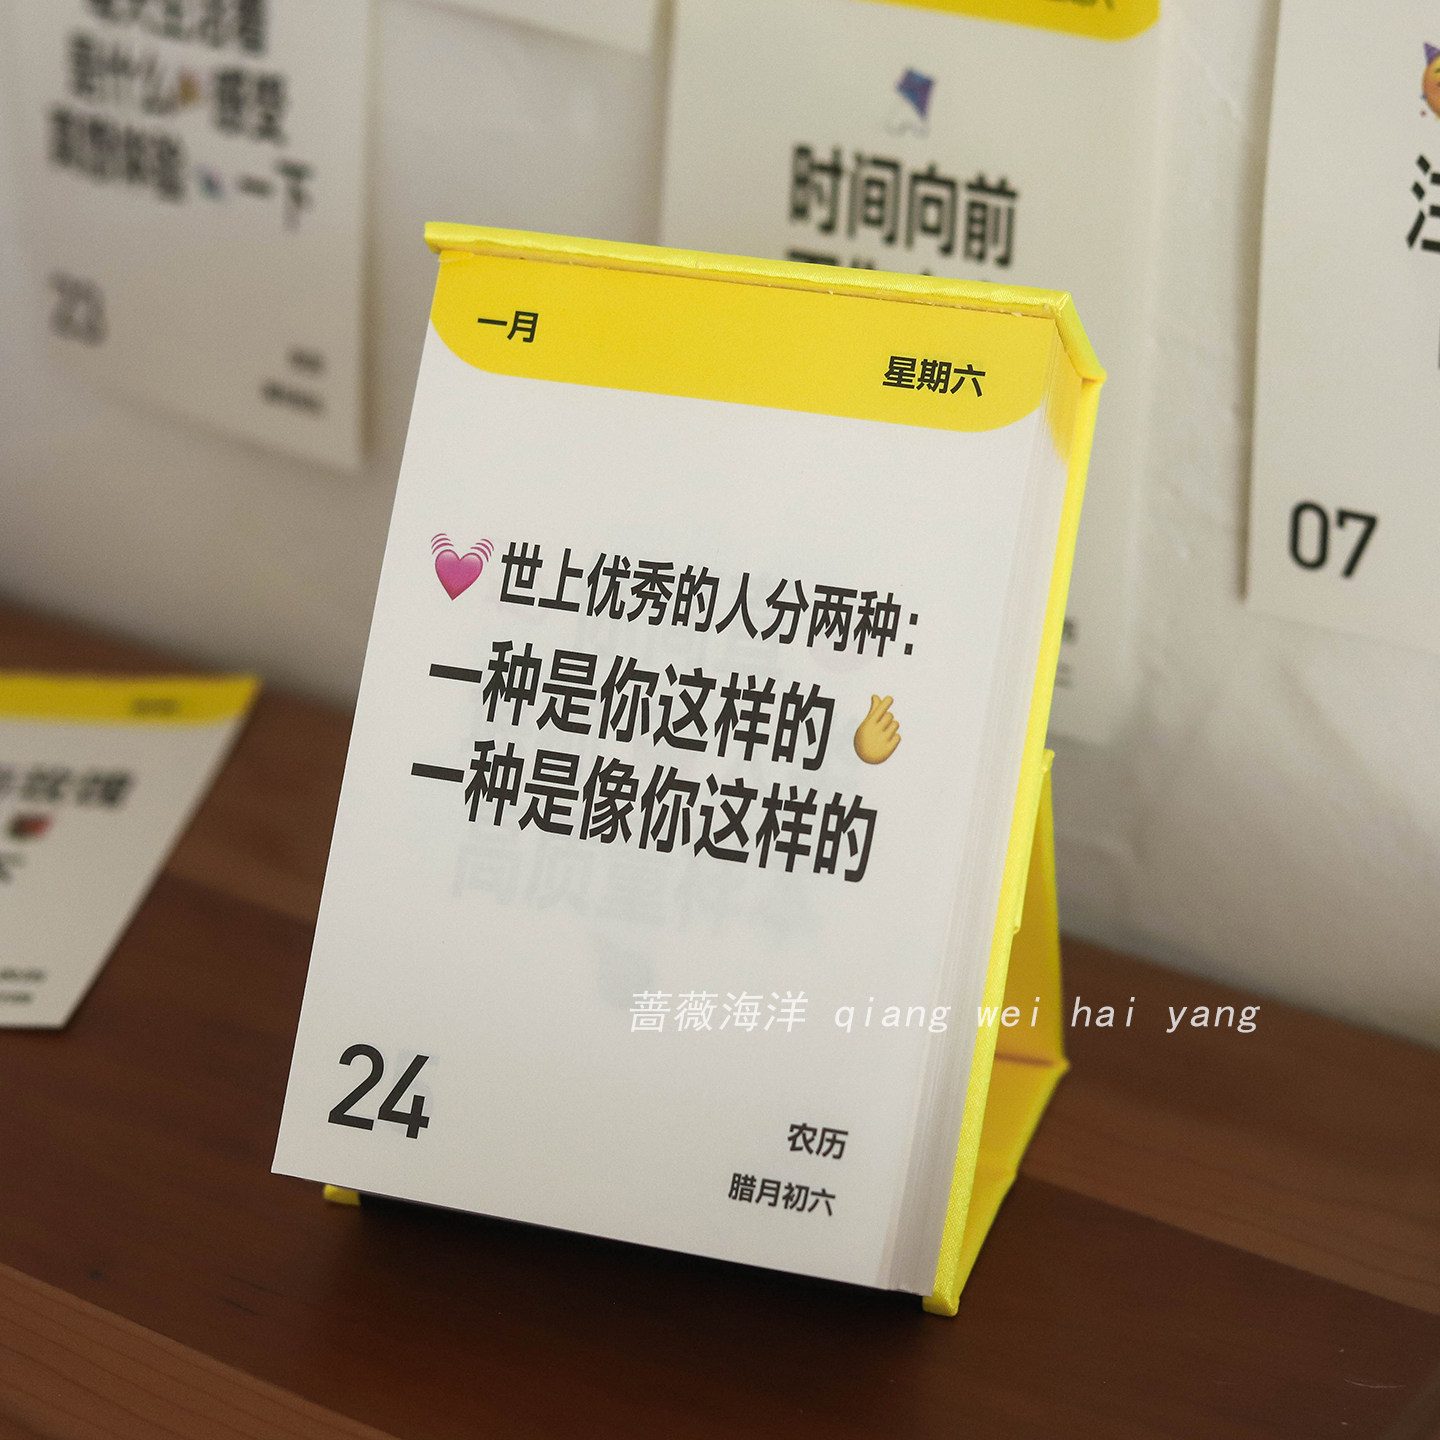 一下
时间向前
07
一月
星期六
世上优秀的人分两种：
一种是你这样的
一种是像你这样的
蔷薇海洋 qiang wei hai yang
24
农历
腊月初六